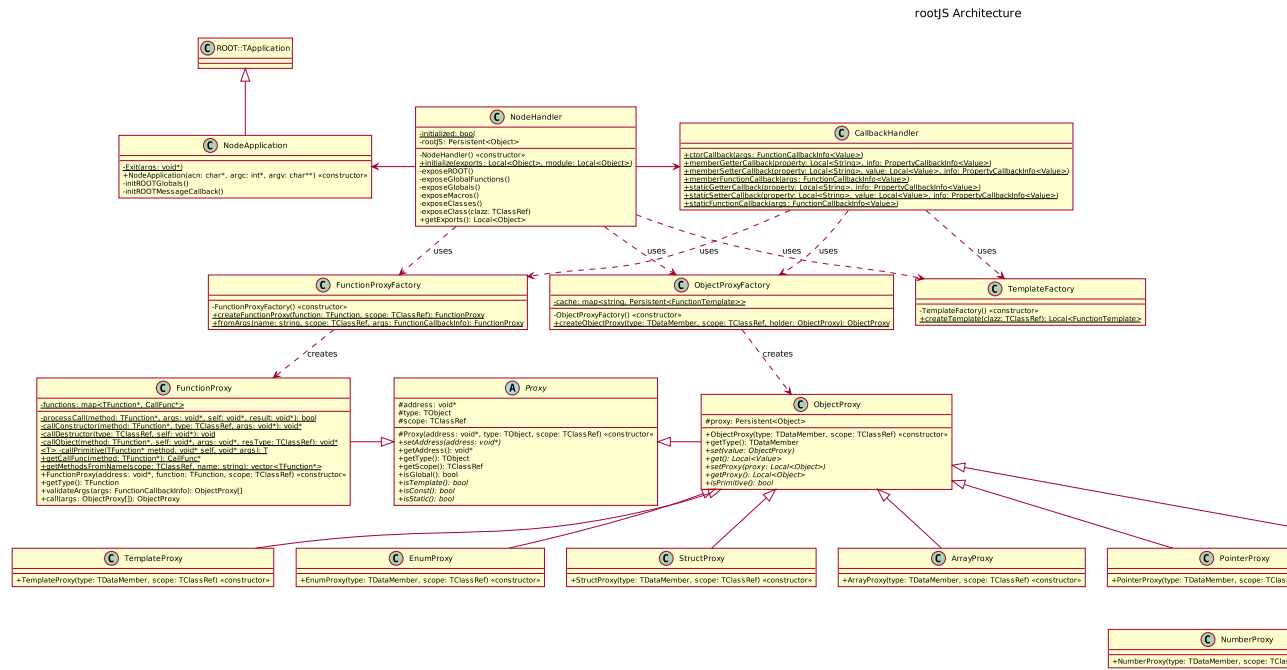 rootJS Architecture
C ROOT::TApplication
C NodeApplication
-Exit(args: void*)
+NodeApplication(acn: char*, argc: int*, argv: char**) «constructor»
-initROOTGlobals()
-initROOTMessageCallback()
C NodeHandler
-initialized: bool
-rootJS: Persistent<Object>
-NodeHandler() «constructor»
+initialize(exports: Local<Object>, module: Local<Object>)
-exposeROOT()
-exposeGlobalFunctions()
-exposeGlobals()
-exposeMacros()
-exposeClasses()
-exposeClass(clazz: TClassRef)
+getExports(): Local<Object>
C CallbackHandler
+ctorCallback(args: FunctionCallbackInfo<Value>)
+memberGetterCallback(property: Local<String>, info: PropertyCallbackInfo<Value>)
+memberSetterCallback(property: Local<String>, value: Local<Value>, info: PropertyCallbackInfo<Value>)
+memberFunctionCallback(args: FunctionCallbackInfo<Value>)
+staticGetterCallback(property: Local<String>, info: PropertyCallbackInfo<Value>)
+staticSetterCallback(property: Local<String>, value: Local<Value>, info: PropertyCallbackInfo<Value>)
+staticFunctionCallback(args: FunctionCallbackInfo<Value>)
uses
uses
uses
uses
uses
uses
C FunctionProxyFactory
-FunctionProxyFactory() «constructor»
+createFunctionProxy(function: TFunction, scope: TClassRef): FunctionProxy
+fromArgs(name: string, scope: TClassRef, args: FunctionCallbackInfo): FunctionProxy
C ObjectProxyFactory
-cache: map<string, Persistent<FunctionTemplate>>
-ObjectProxyFactory() «constructor»
+createObjectProxy(type: TDataMember, scope: TClassRef, holder: ObjectProxy): ObjectProxy
C TemplateFactory
-TemplateFactory() «constructor»
+createTemplate(clazz: TClassRef): Local<FunctionTemplate>
creates
creates
C FunctionProxy
-functions: map<TFunction*, CallFunc*>
-processCall(method: TFunction*, args: void*, self: void*, result: void*): bool
-callConstructor(method: TFunction*, type: TClassRef, args: void*): void*
-callDestructor(type: TClassRef, self: void*): void
-callObject(method: TFunction*, self: void*, args: void*, resType: TClassRef): void*
<T> -callPrimitive(TFunction* method, void* self, void* args): T
+getCallFunc(method: TFunction*): CallFunc*
+getMethodsFromName(scope: TClassRef, name: string): vector<TFunction*>
+FunctionProxy(address: void*, function: TFunction, scope: TClassRef) «constructor»
+getType(): TFunction
+validateArgs(args: FunctionCallbackInfo): ObjectProxy[]
+call(args: ObjectProxy[]): ObjectProxy
A Proxy
#address: void*
#type: TObject
#scope: TClassRef
#Proxy(address: void*, type: TObject, scope: TClassRef) «constructor»
+setAddress(address: void*)
+getAddress(): void*
+getType(): TObject
+getScope(): TClassRef
+isGlobal(): bool
+isTemplate(): bool
+isConst(): bool
+isStatic(): bool
C ObjectProxy
#proxy: Persistent<Object>
+ObjectProxy(type: TDataMember, scope: TClassRef) «constructor»
+getType(): TDataMember
+set(value: ObjectProxy)
+get(): Local<Value>
+setProxy(proxy: Local<Object>)
+getProxy(): Local<Object>
+isPrimitive(): bool
C TemplateProxy
+TemplateProxy(type: TDataMember, scope: TClassRef) «constructor»
C EnumProxy
+EnumProxy(type: TDataMember, scope: TClassRef) «constructor»
C StructProxy
+StructProxy(type: TDataMember, scope: TClassRef) «constructor»
C ArrayProxy
+ArrayProxy(type: TDataMember, scope: TClassRef) «constructor»
C PointerProxy
+PointerProxy(type: TDataMember, scope: TClas
C NumberProxy
+NumberProxy(type: TDataMember, scope: TClas